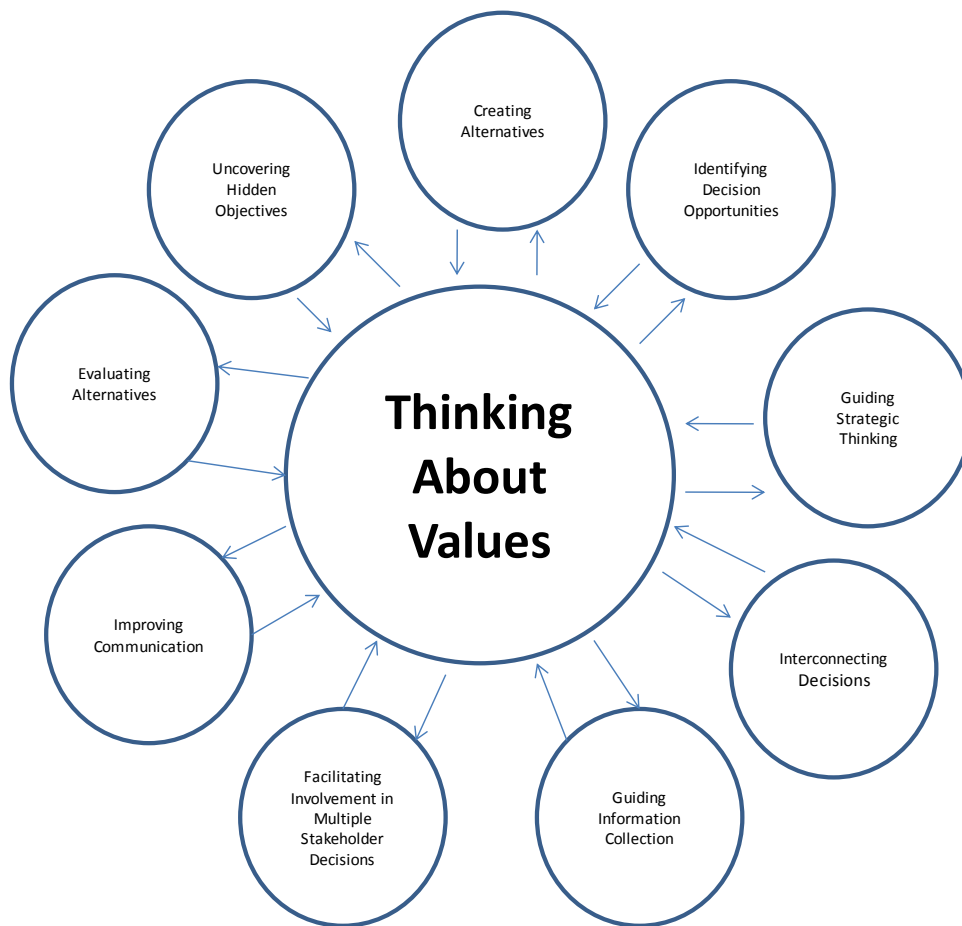 Creating
Alternatives
Identifying
Decision
Opportunities
Guiding
Strategic
Thinking
Interconnecting
Decisions
Guiding
Information
Collection
Facilitating
Involvement in
Multiple
Stakeholder
Decisions
Improving
Communication
Evaluating
Alternatives
Uncovering
Hidden
Objectives
Thinking
About
Values